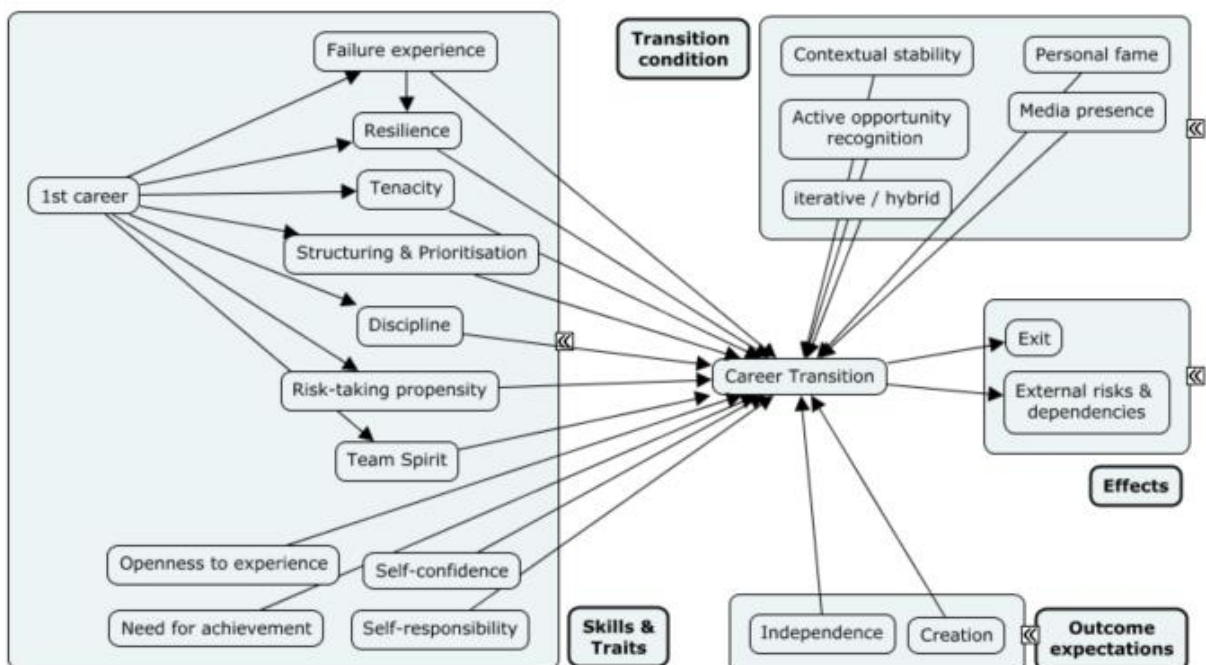 Failure experience
Resilience
1st career
Tenacity
Structuring & Prioritisation
Discipline
Risk-taking propensity
Team Spirit
Openness to experience
Self-confidence
Need for achievement
Self-responsibility
Skills &
Traits
Transition
condition
Contextual stability
Personal fame
Active opportunity
recognition
Media presence
iterative / hybrid
Career Transition
Exit
External risks &
dependencies
Effects
Independence
Creation
Outcome
expectations